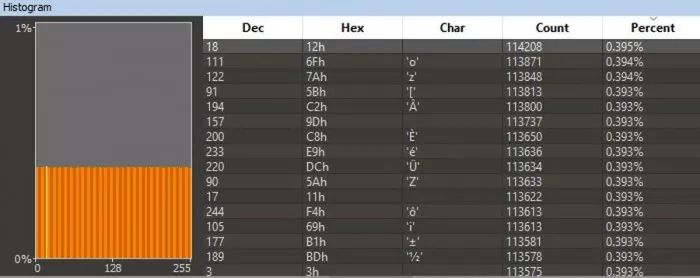 Histogram
1%
0%
0 128 255
Dec Hex Char Count Percent
18 12h 114208 0.395%
111 6Fh 'o' 113871 0.394%
122 7Ah 'z' 113848 0.394%
91 5Bh '[' 113813 0.393%
194 C2h 'Â' 113800 0.393%
157 9Dh 113737 0.393%
200 C8h 'È' 113650 0.393%
233 E9h 'é' 113636 0.393%
220 DCh 'Ü' 113634 0.393%
90 5Ah 'Z' 113633 0.393%
17 11h 113622 0.393%
244 F4h 'ô' 113613 0.393%
105 69h 'i' 113613 0.393%
177 B1h '±' 113581 0.393%
189 BDh '½' 113578 0.393%
3 3h 113575 0.393%